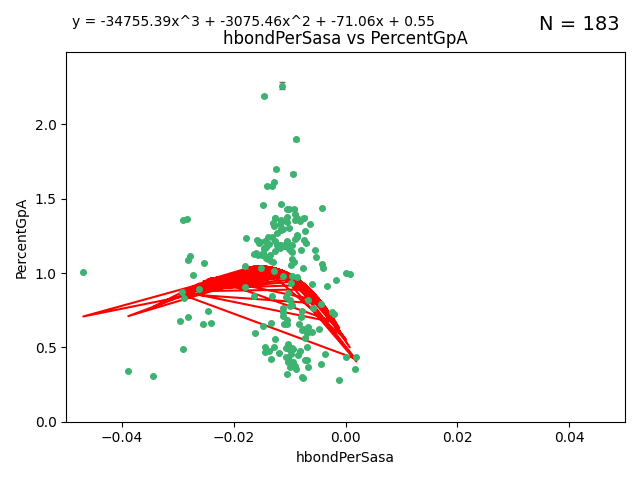 y = -34755.39x^3 + -3075.46x^2 + -71.06x + 0.55
N = 183
hbondPerSasa vs PercentGpA
PercentGpA
2.0
1.5
1.0
0.5
0.0
−0.04 −0.02 0.00 0.02 0.04
hbondPerSasa